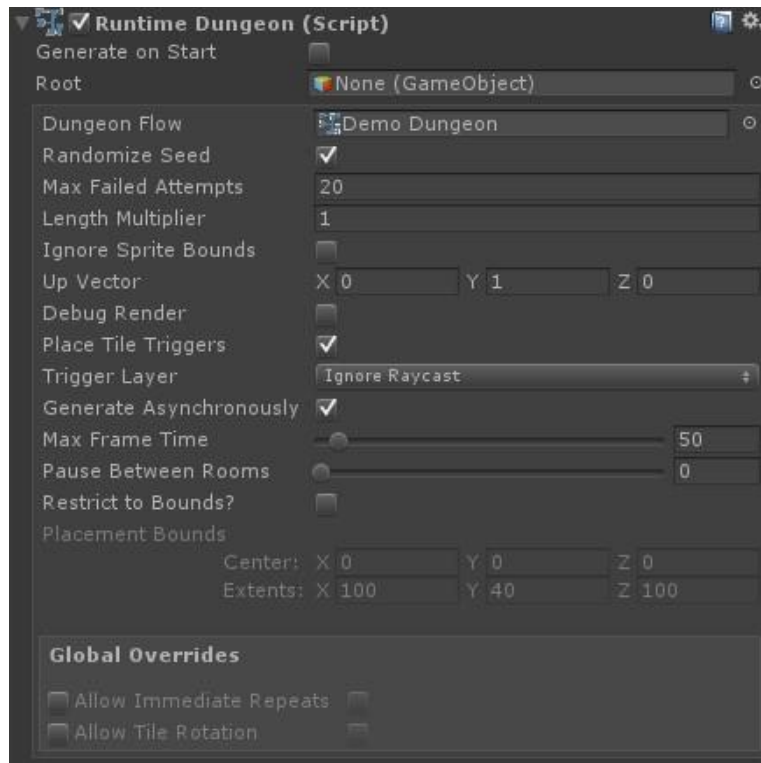 Runtime Dungeon (Script)
Generate on Start
Root None (GameObject)
Dungeon Flow Demo Dungeon
Randomize Seed
Max Failed Attempts 20
Length Multiplier 1
Ignore Sprite Bounds
Up Vector X 0 Y 1 Z 0
Debug Render
Place Tile Triggers
Trigger Layer Ignore Raycast
Generate Asynchronously
Max Frame Time 50
Pause Between Rooms 0
Restrict to Bounds?
Placement Bounds
Center: X 0 Y 0 Z 0
Extents: X 100 Y 40 Z 100
Global Overrides
Allow Immediate Repeats
Allow Tile Rotation